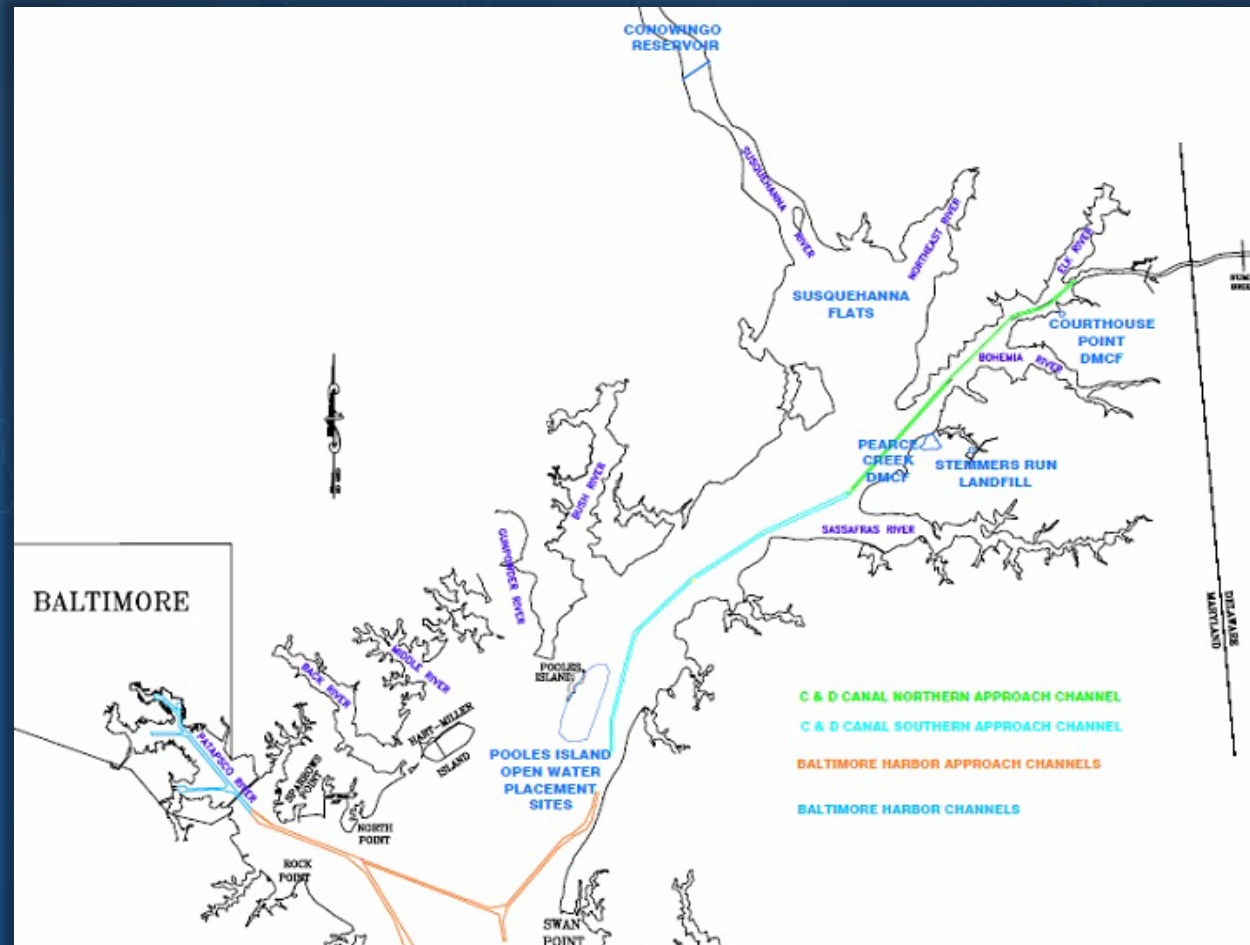 CONOWINGO
RESERVOIR
SUSQUEHANNA
RIVER
NORTHEAST RIVER
ELK RIVER
SUSQUEHANNA
FLATS
COURTHOUSE
POINT
DMCF
BOHEMIA RIVER
PEARCE
CREEK
DMCF
STEMMERS RUN
LANDFILL
BUSH RIVER
SASSAFRAS RIVER
GUNPOWDER RIVER
BALTIMORE
MARYLAND
DELAWARE
MIDDLE RIVER
BACK RIVER
POOLES
ISLAND
HART-MILLER
ISLAND
PATAPSCO RIVER
SPARROWS
POINT
POOLES ISLAND
OPEN WATER
PLACEMENT
SITES
NORTH
POINT
ROCK
POINT
SWAN
POINT
C & D CANAL NORTHERN APPROACH CHANNEL
C & D CANAL SOUTHERN APPROACH CHANNEL
BALTIMORE HARBOR APPROACH CHANNELS
BALTIMORE HARBOR CHANNELS